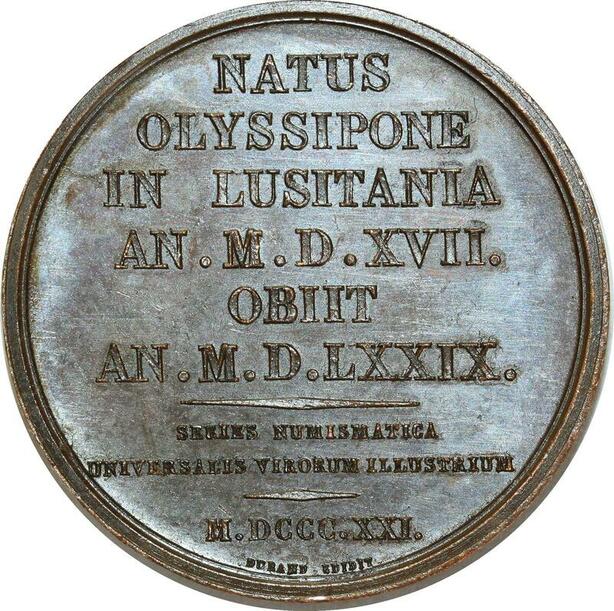 NATUS
OLYSSIPONE
IN LUSITANIA
AN . M . D . XVII.
OBIIT
AN . M . D . LXXIX .
SERIES NUMISMATICA
UNIVERSALIS VIRORUM ILLUSTRIUM
M . DCCC . XXI .
DURAND EDIDIT